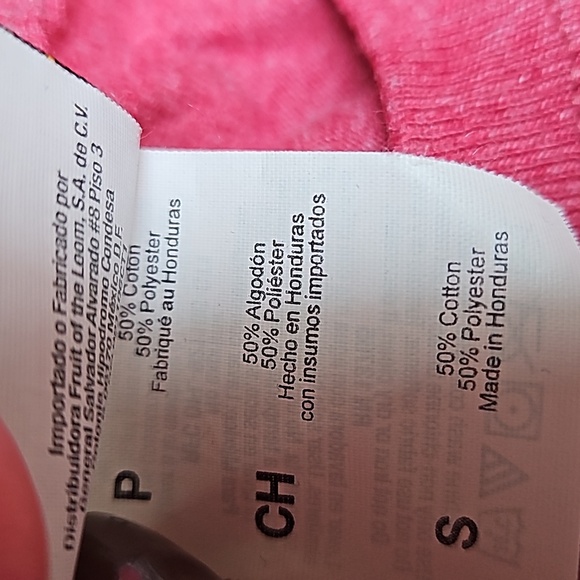 Importado o Fabricado por
Distribuidora Fruit of the Loom, S.A. de C.V.
General Salvador Alvarado #8 Piso 3
Hipódromo Condesa
P
50% Coton
50% Polyester
Fabriqué au Honduras
CH
50% Algodón
50% Poliéster
Hecho en Honduras
con insumos importados
S
50% Cotton
50% Polyester
Made in Honduras